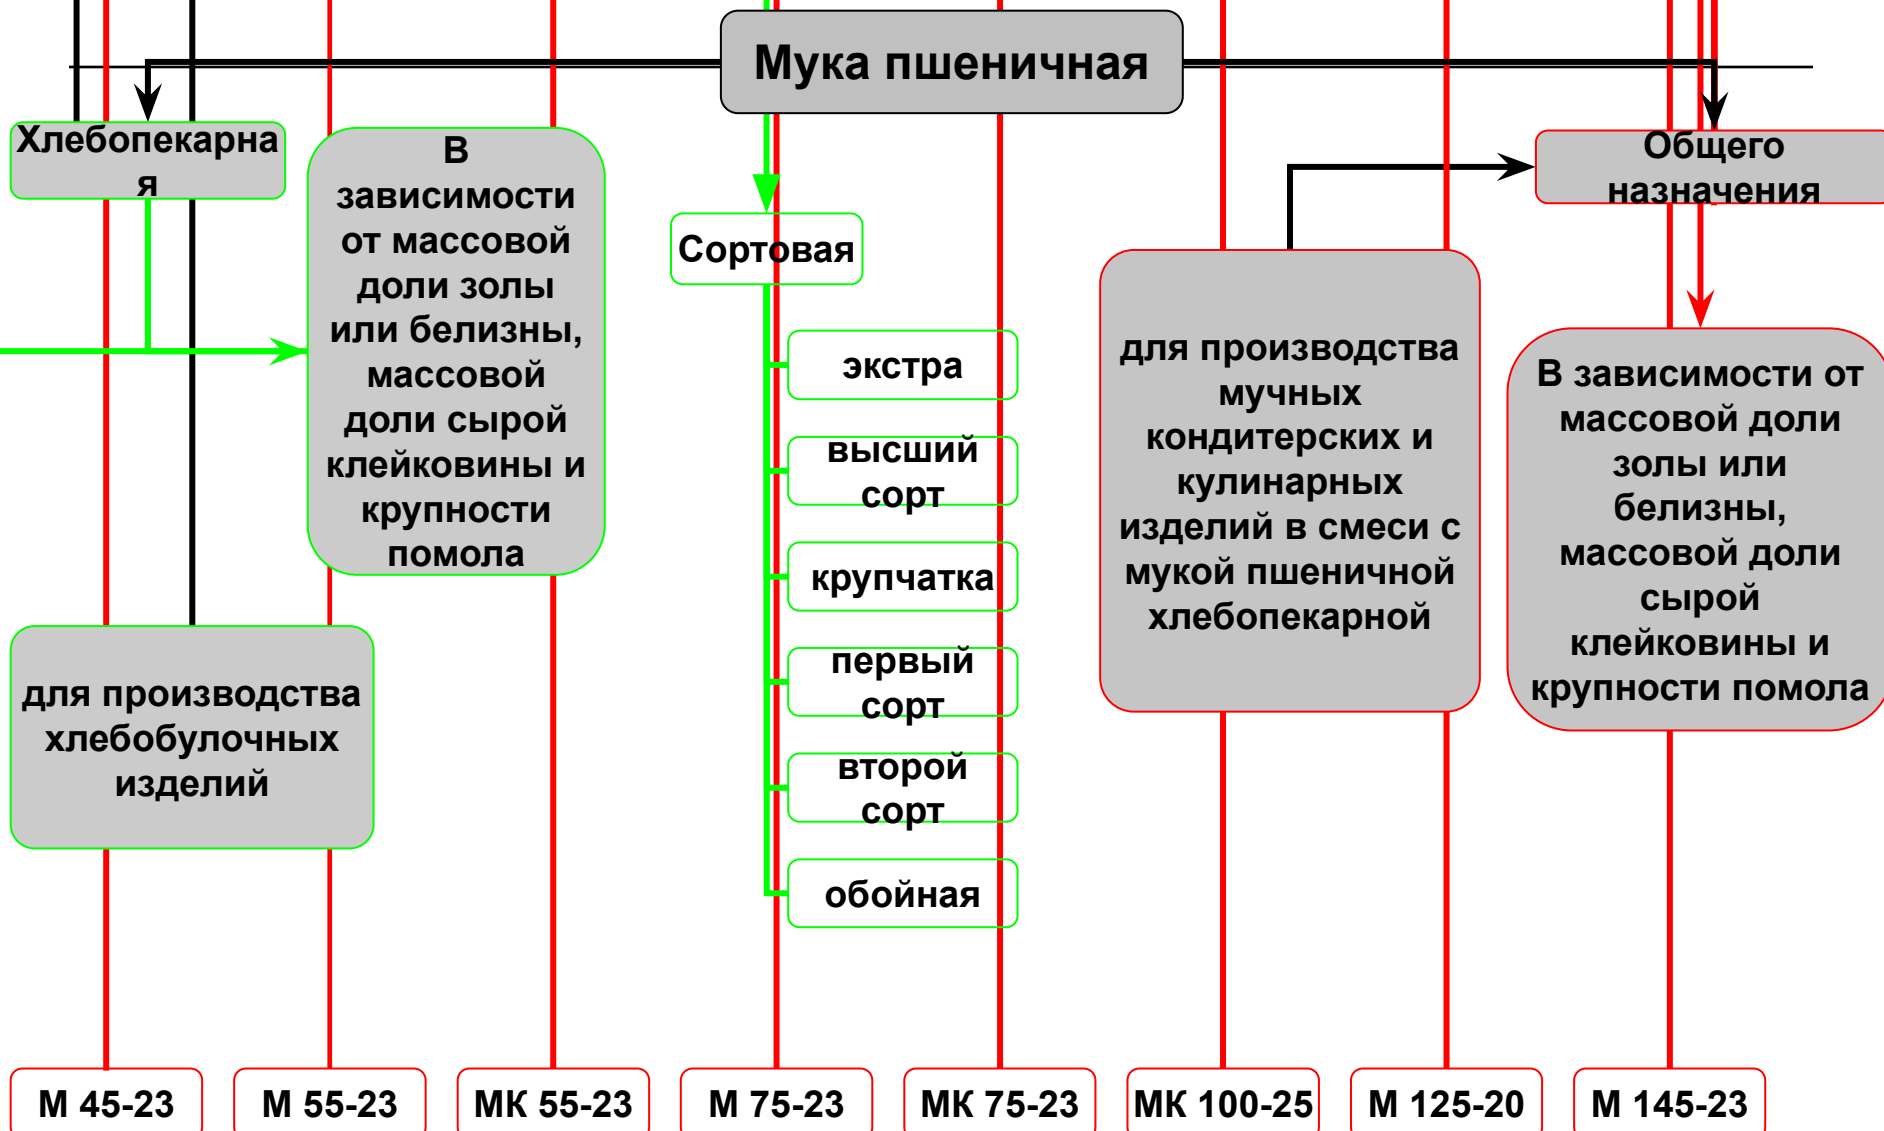 Мука пшеничная
Хлебопекарна
я
В
зависимости
от массовой
доли золы
или белизны,
массовой
доли сырой
клейковины и
крупности
помола
для производства
хлебобулочных
изделий
Сортовая
экстра
высший
сорт
крупчатка
первый
сорт
второй
сорт
обойная
Общего
назначения
для производства
мучных
кондитерских и
кулинарных
изделий в смеси с
мукой пшеничной
хлебопекарной
В зависимости от
массовой доли
золы или
белизны,
массовой доли
сырой
клейковины и
крупности помола
М 45-23
М 55-23
МК 55-23
М 75-23
МК 75-23
МК 100-25
М 125-20
М 145-23